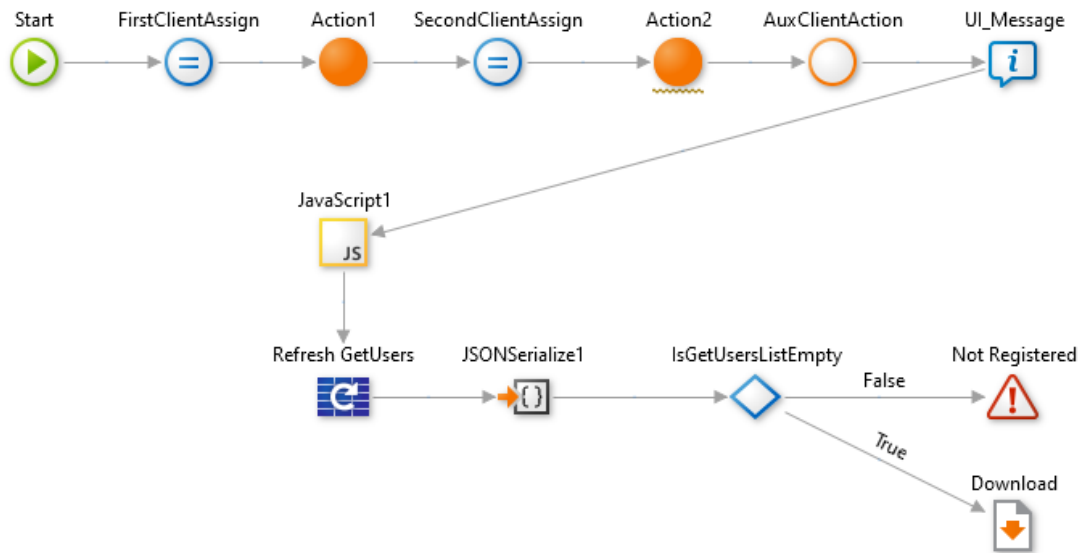 Start
FirstClientAssign
Action1
SecondClientAssign
Action2
AuxClientAction
UI_Message
i
JavaScript1
JS
Refresh GetUsers
JSONSerialize1
IsGetUsersListEmpty
Not Registered
{}
False
!
True
Download